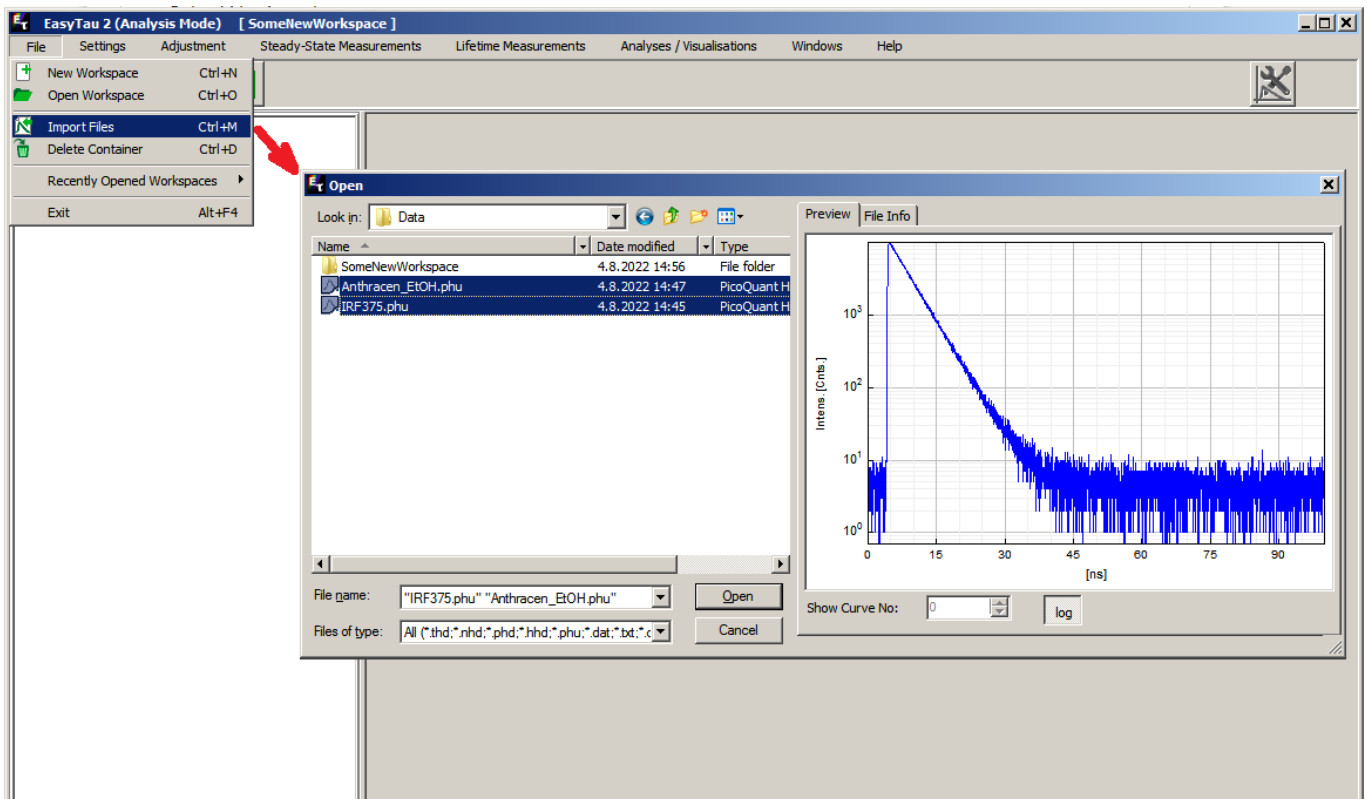 EasyTau 2 (Analysis Mode) [ SomeNewWorkspace ]
File Settings Adjustment Steady-State Measurements Lifetime Measurements Analyses / Visualisations Windows Help
New Workspace Ctrl+N
Open Workspace Ctrl+O
Import Files Ctrl+M
Delete Container Ctrl+D
Recently Opened Workspaces
Exit Alt+F4
Open
Look in: Data
Name Date modified Type
SomeNewWorkspace 4.8.2022 14:56 File folder
Anthracen_EtOH.phu 4.8.2022 14:47 PicoQuant H
IRF375.phu 4.8.2022 14:45 PicoQuant H
File name: "IRF375.phu" "Anthracen_EtOH.phu" Open
Files of type: All (*.thd;*.nhd;*.phd;*.hhd;*.phu;*.dat;*.txt;*.c Cancel
Preview File Info
Intens.[Cnts.]
10³
10²
10¹
10⁰
0 15 30 45 60 75 90
[ns]
Show Curve No: 0 log